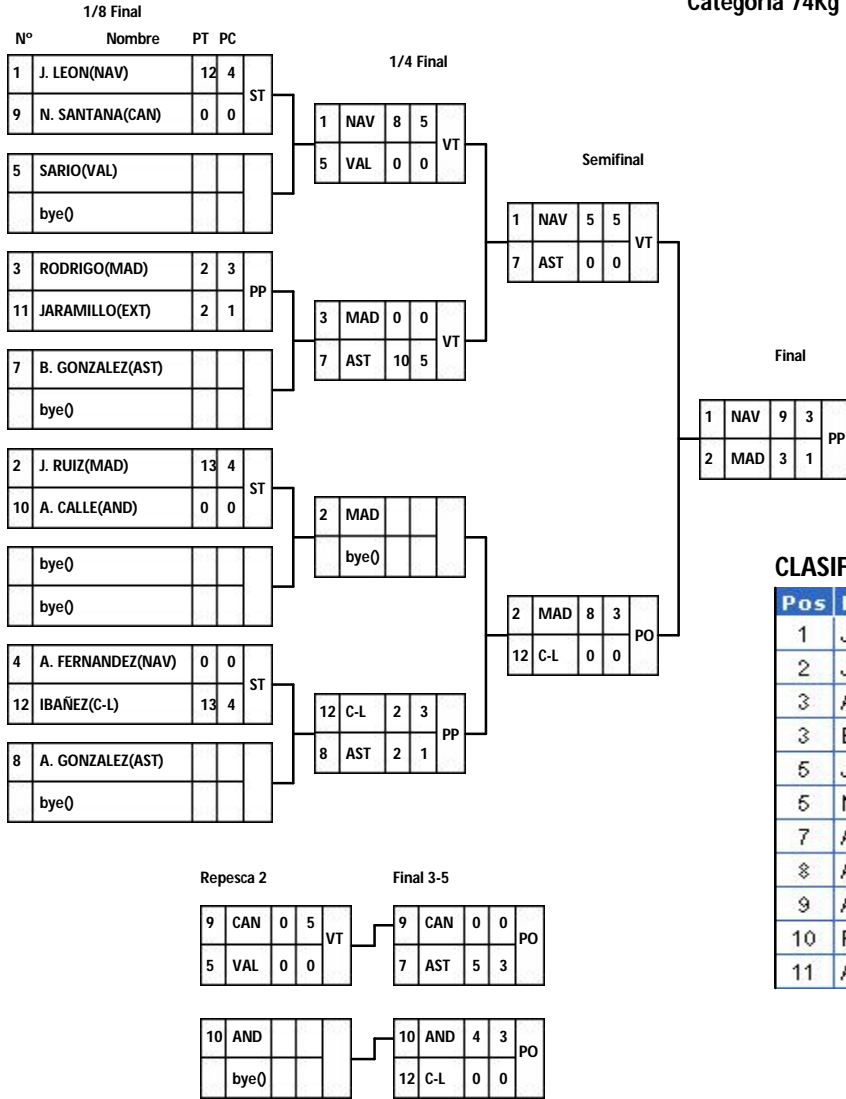 Categoría 74Kg
1/8 Final
Nº Nombre PT PC
1 J. LEON(NAV) 12 4 ST
9 N. SANTANA(CAN) 0 0
5 SARIO(VAL)
bye()
3 RODRIGO(MAD) 2 3 PP
11 JARAMILLO(EXT) 2 1
7 B. GONZALEZ(AST)
bye()
2 J. RUIZ(MAD) 13 4 ST
10 A. CALLE(AND) 0 0
bye()
bye()
4 A. FERNANDEZ(NAV) 0 0 ST
12 IBAÑEZ(C-L) 13 4
8 A. GONZALEZ(AST)
bye()
1/4 Final
1 NAV 8 5 VT
5 VAL 0 0
3 MAD 0 0 VT
7 AST 10 5
2 MAD
bye()
12 C-L 2 3 PP
8 AST 2 1
Semifinal
1 NAV 5 5 VT
7 AST 0 0
2 MAD 8 3 PO
12 C-L 0 0
Final
1 NAV 9 3 PP
2 MAD 3 1
CLASIF
Pos
1 J
2 J
3 A
3
5 J
5
7 A
8 A
9 A
10
11 A
Repesca 2
9 CAN 0 5 VT
5 VAL 0 0
10 AND
bye()
Final 3-5
9 CAN 0 0 PO
7 AST 5 3
10 AND 4 3 PO
12 C-L 0 0